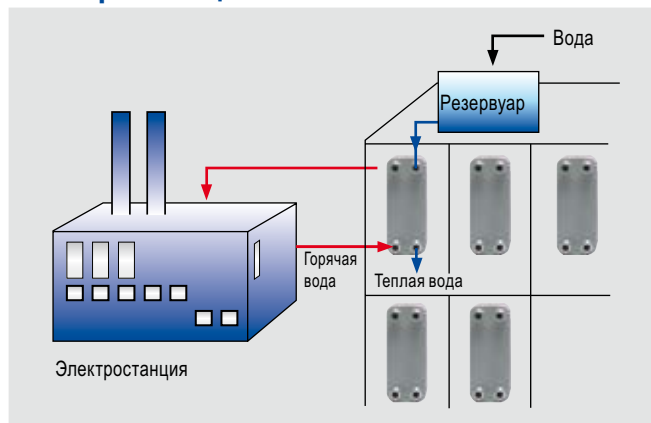 Вода
Резервуар
Горячая
вода
Теплая вода
Электростанция